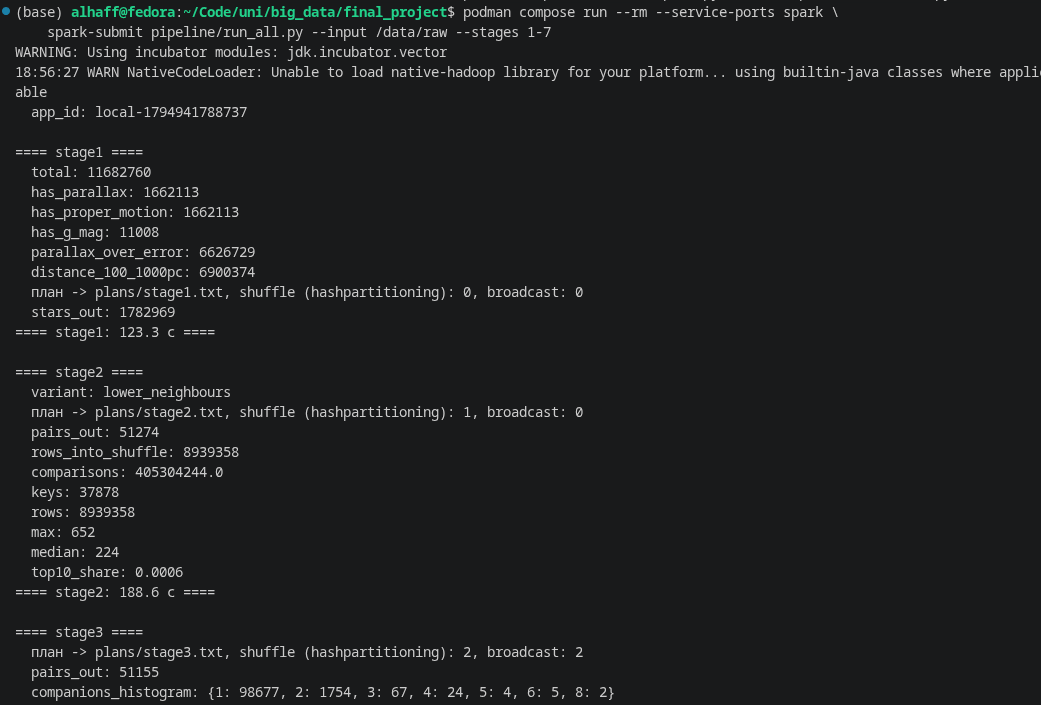 (base) alhaff@fedora:~/Code/uni/big_data/final_project$ podman compose run --rm --service-ports spark \
    spark-submit pipeline/run_all.py --input /data/raw --stages 1-7
WARNING: Using incubator modules: jdk.incubator.vector
18:56:27 WARN NativeCodeLoader: Unable to load native-hadoop library for your platform... using builtin-java classes where applic
able
  app_id: local-1794941788737

==== stage1 ====
  total: 11682760
  has_parallax: 1662113
  has_proper_motion: 1662113
  has_g_mag: 11008
  parallax_over_error: 6626729
  distance_100_1000pc: 6900374
  план -> plans/stage1.txt, shuffle (hashpartitioning): 0, broadcast: 0
  stars_out: 1782969
==== stage1: 123.3 с ====

==== stage2 ====
  variant: lower_neighbours
  план -> plans/stage2.txt, shuffle (hashpartitioning): 1, broadcast: 0
  pairs_out: 51274
  rows_into_shuffle: 8939358
  comparisons: 405304244.0
  keys: 37878
  rows: 8939358
  max: 652
  median: 224
  top10_share: 0.0006
==== stage2: 188.6 с ====

==== stage3 ====
  план -> plans/stage3.txt, shuffle (hashpartitioning): 2, broadcast: 2
  pairs_out: 51155
  companions_histogram: {1: 98677, 2: 1754, 3: 67, 4: 24, 5: 4, 6: 5, 8: 2}